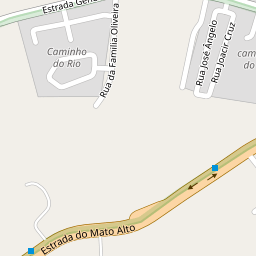 Estrada Gene
Caminho
do Rio
Rua da Família Oliveira
Rua José Ângelo
Rua Joacir Cruz
cam
do
Estrada do Mato Alto